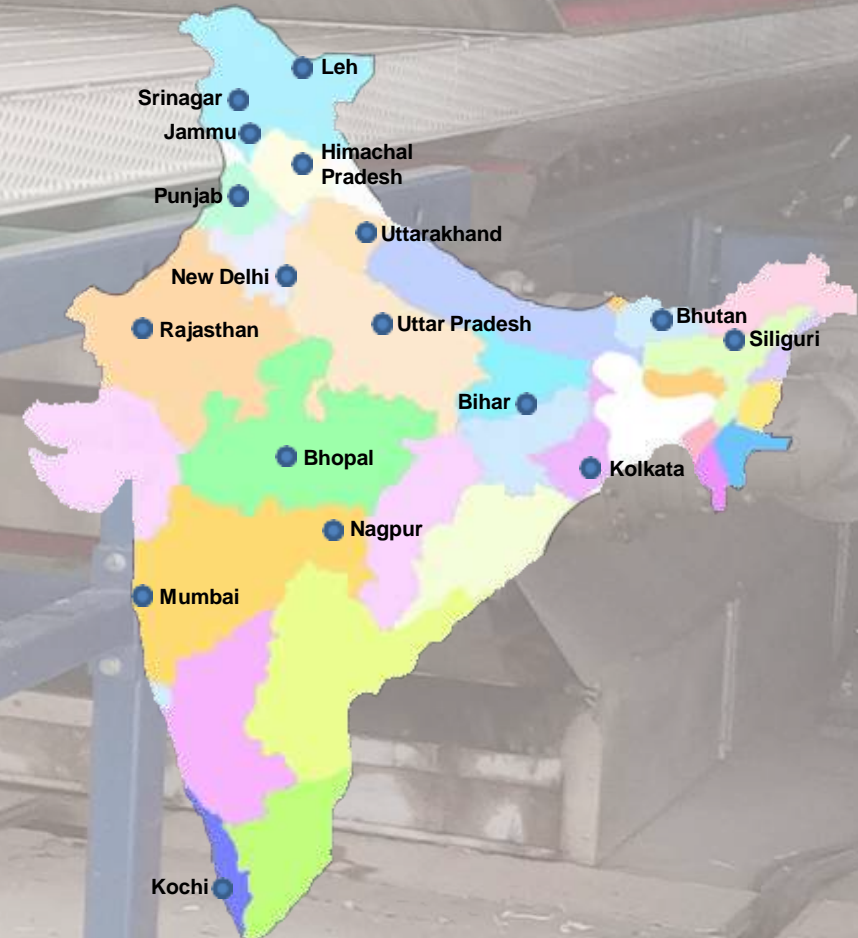 Leh
Srinagar
Jammu
Himachal
Pradesh
Punjab
Uttarakhand
New Delhi
Bhutan
Rajasthan
Uttar Pradesh
Siliguri
Bihar
Bhopal
Kolkata
Nagpur
Mumbai
Kochi